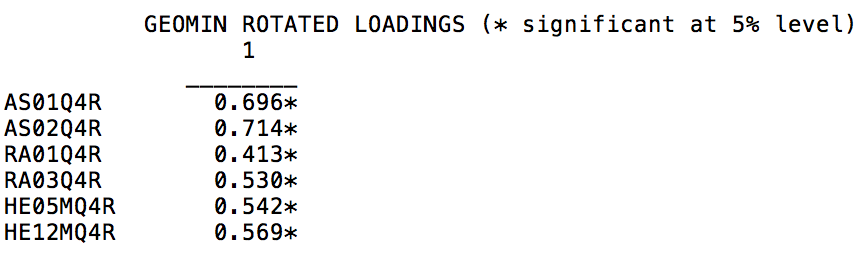 GEOMIN ROTATED LOADINGS (* significant at 5% level)
1
________
AS01Q4R 0.696*
AS02Q4R 0.714*
RA01Q4R 0.413*
RA03Q4R 0.530*
HE05MQ4R 0.542*
HE12MQ4R 0.569*